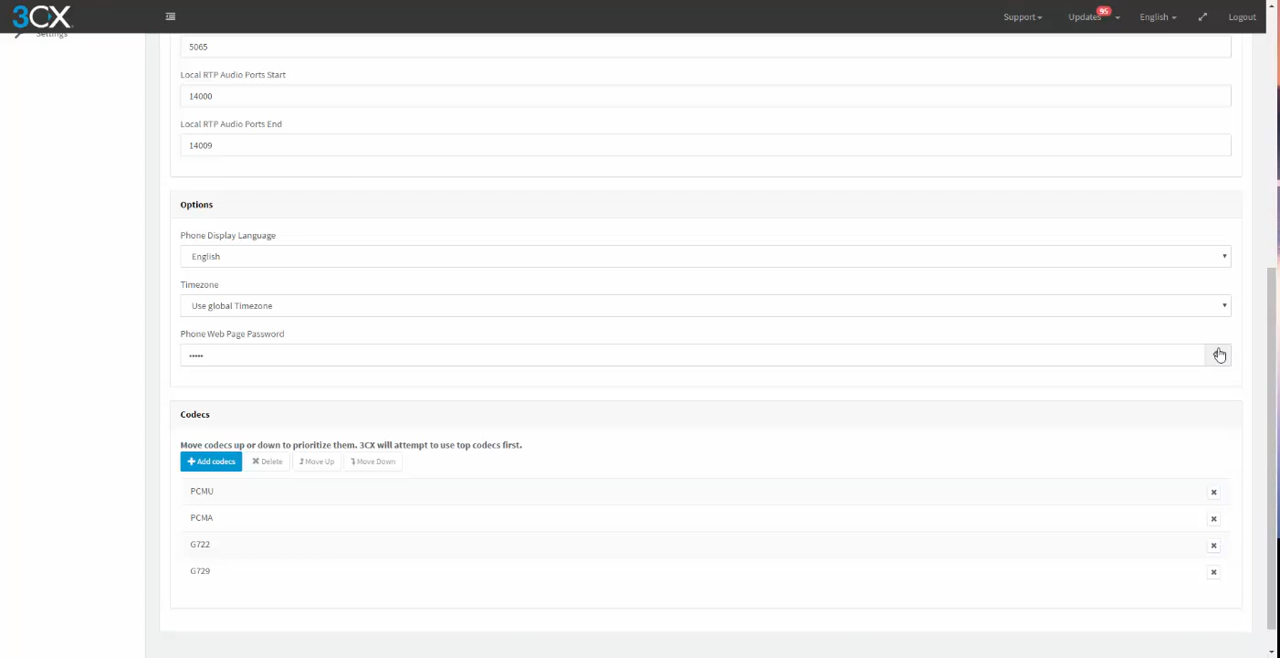 3CX
Support
Updates 95
English
Logout
Settings
5065
Local RTP Audio Ports Start
14000
Local RTP Audio Ports End
14009
Options
Phone Display Language
English
Timezone
Use global Timezone
Phone Web Page Password
•••••
Codecs
Move codecs up or down to prioritize them. 3CX will attempt to use top codecs first.
+ Add codecs
Delete
Move Up
Move Down
PCMU
PCMA
G722
G729